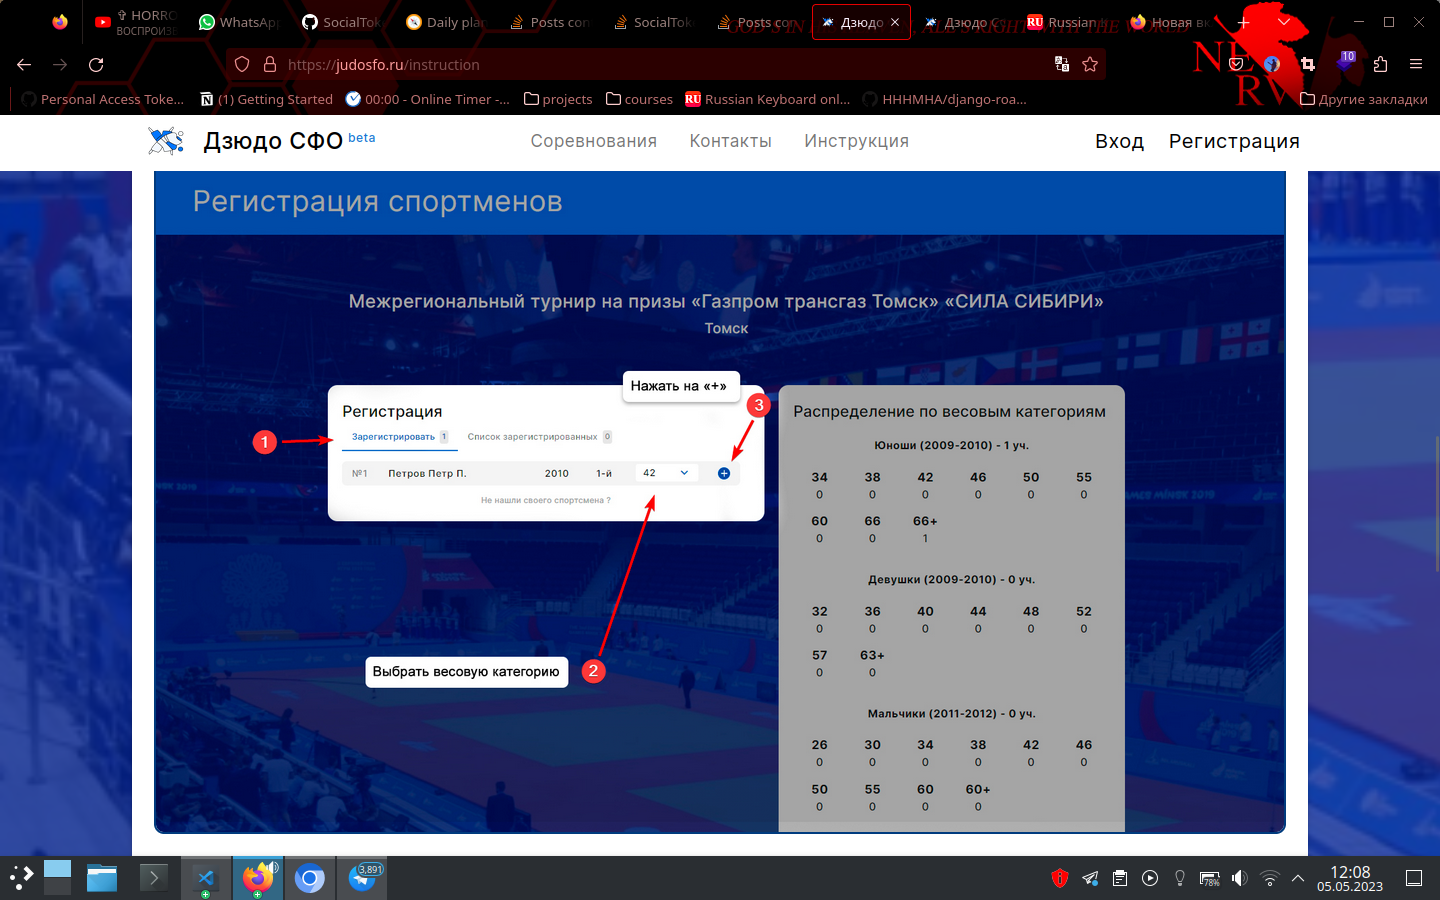 ✞ HORRO
ВОСПРОИЗВ
WhatsApp
SocialTok
Daily plan
Posts con
SocialTok
Posts con
Дзюдо
Дзюдо С
Russian
Новая вк
https://judosfo.ru/instruction
10
Personal Access Toke...
(1) Getting Started
00:00 - Online Timer -...
projects
courses
Russian Keyboard onl...
HHHMHA/django-roa...
Другие закладки
Дзюдо СФО beta
Соревнования
Контакты
Инструкция
Вход
Регистрация
Регистрация спортменов
Межрегиональный турнир на призы «Газпром трансгаз Томск» «СИЛА СИБИРИ»
Томск
Нажать на «+»
3
1
Регистрация
Зарегистрировать 1
Список зарегистрированных 0
№1 Петров Петр П. 2010 1-й 42
Не нашли своего спортсмена ?
Выбрать весовую категорию
2
Распределение по весовым категориям
Юноши (2009-2010) - 1 уч.
34 38 42 46 50 55
0 0 0 0 0 0
60 66 66+
0 0 1
Девушки (2009-2010) - 0 уч.
32 36 40 44 48 52
0 0 0 0 0 0
57 63+
0 0
Мальчики (2011-2012) - 0 уч.
26 30 34 38 42 46
0 0 0 0 0 0
50 55 60 60+
0 0 0 0
3,891
78%
12:08
05.05.2023